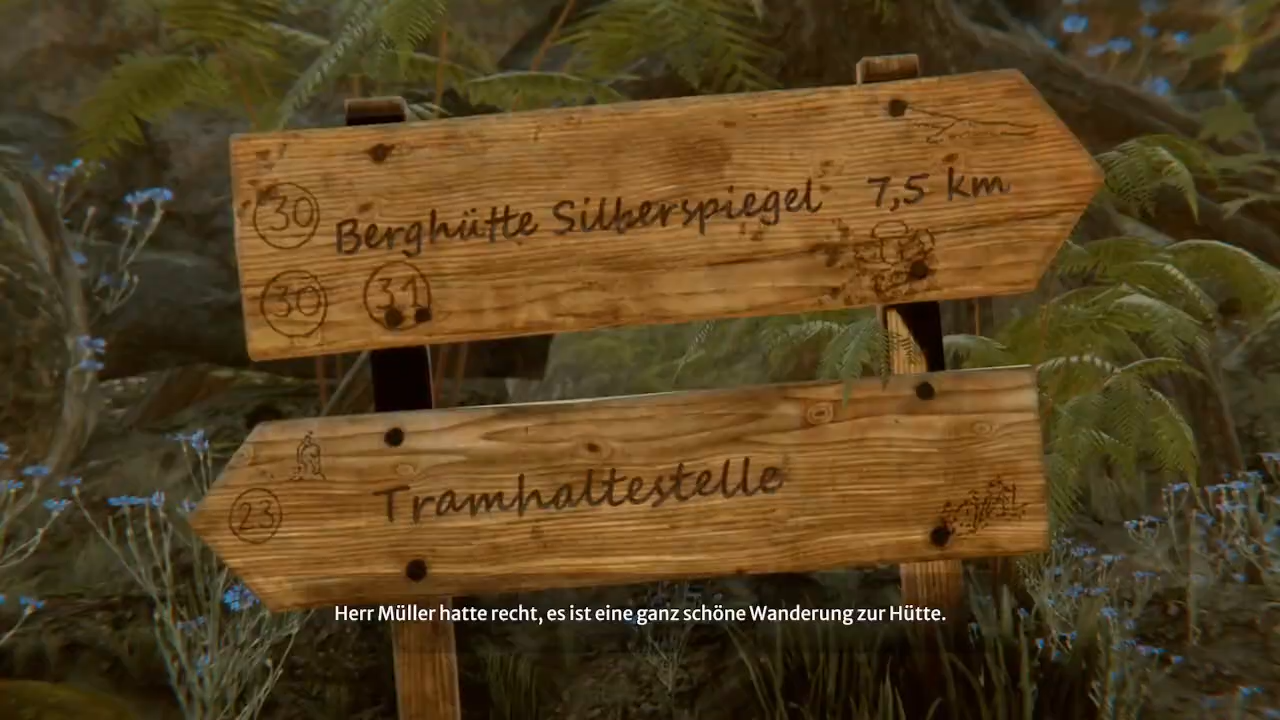 30 Berghütte Silberspiegel 7,5 km
30 31
Tramhaltestelle
23
Herr Müller hatte recht, es ist eine ganz schöne Wanderung zur Hütte.